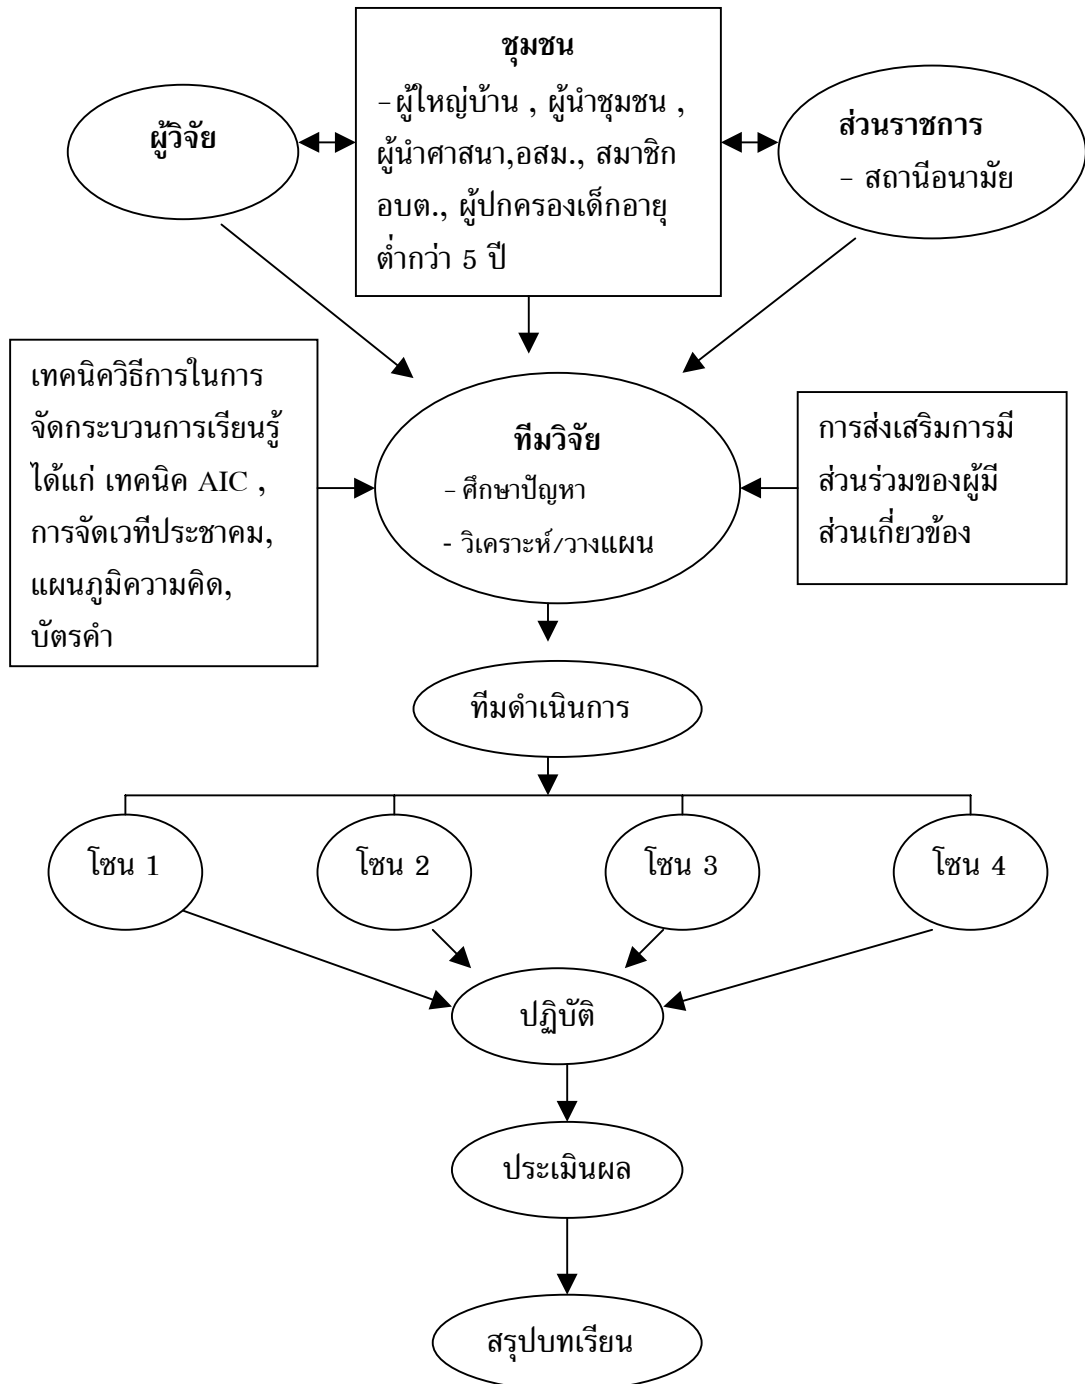 ชุมชน
-ผู้ใหญ่บ้าน , ผู้นำชุมชน ,
ผู้นำศาสนา,อสม., สมาชิก
อบต., ผู้ปกครองเด็กอายุ
ต่ำกว่า 5 ปี
ผู้วิจัย
ส่วนราชการ
- สถานีอนามัย
เทคนิควิธีการในการ
จัดกระบวนการเรียนรู้
ได้แก่ เทคนิค AIC ,
การจัดเวทีประชาคม,
แผนภูมิความคิด,
บัตรคำ
ทีมวิจัย
- ศึกษาปัญหา
- วิเคราะห์/วางแผน
การส่งเสริมการมี
ส่วนร่วมของผู้มี
ส่วนเกี่ยวข้อง
ทีมดำเนินการ
โซน 1
โซน 2
โซน 3
โซน 4
ปฏิบัติ
ประเมินผล
สรุปบทเรียน